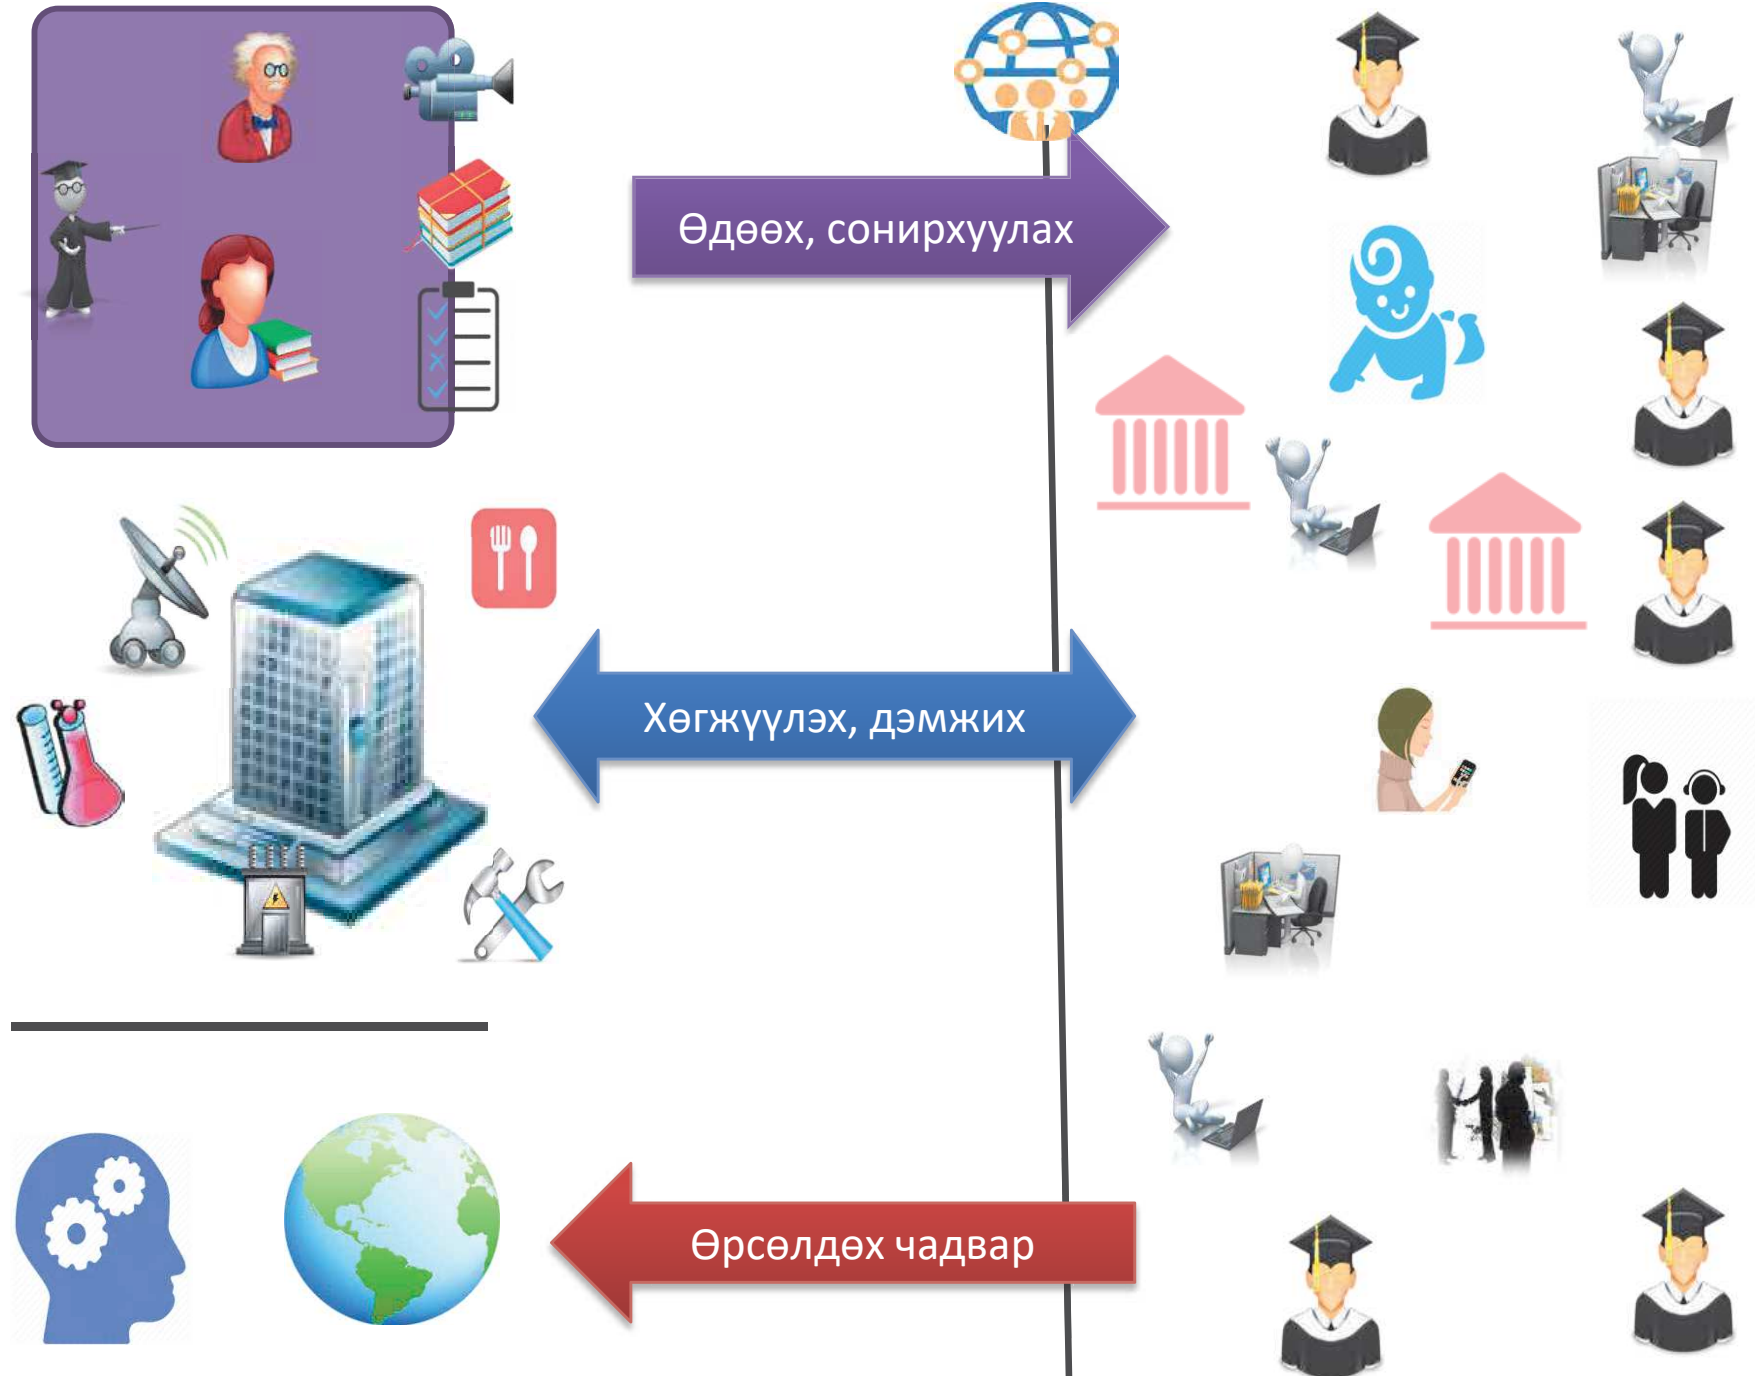 Өдөөх, сонирхуулах
Хөгжүүлэх, дэмжих
Өрсөлдөх чадвар